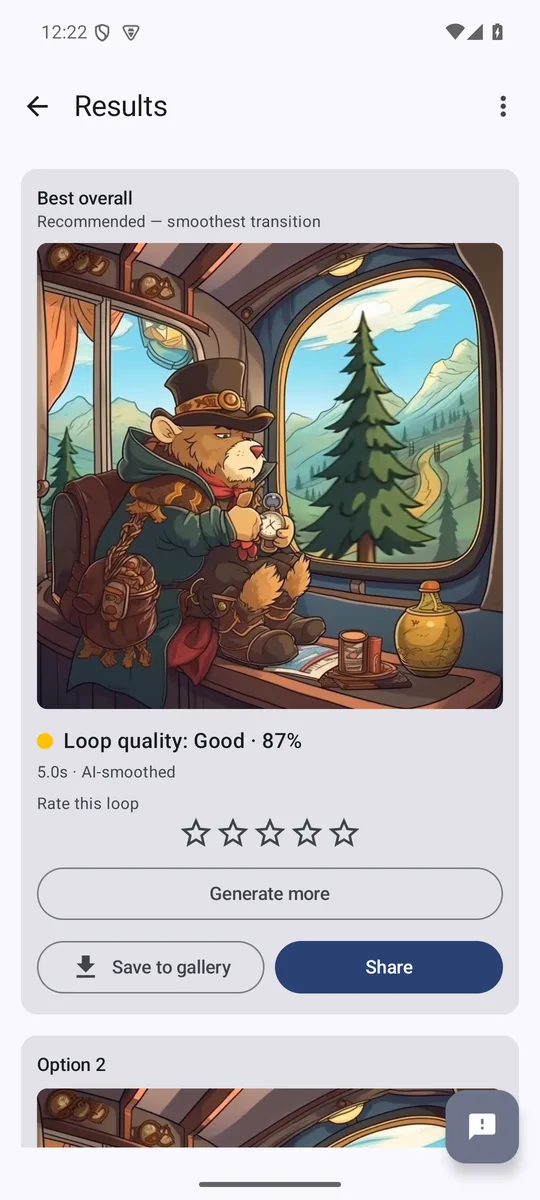 12:22
Results
Best overall
Recommended — smoothest transition
Loop quality: Good · 87%
5.0s · AI-smoothed
Rate this loop
Generate more
Save to gallery
Share
Option 2